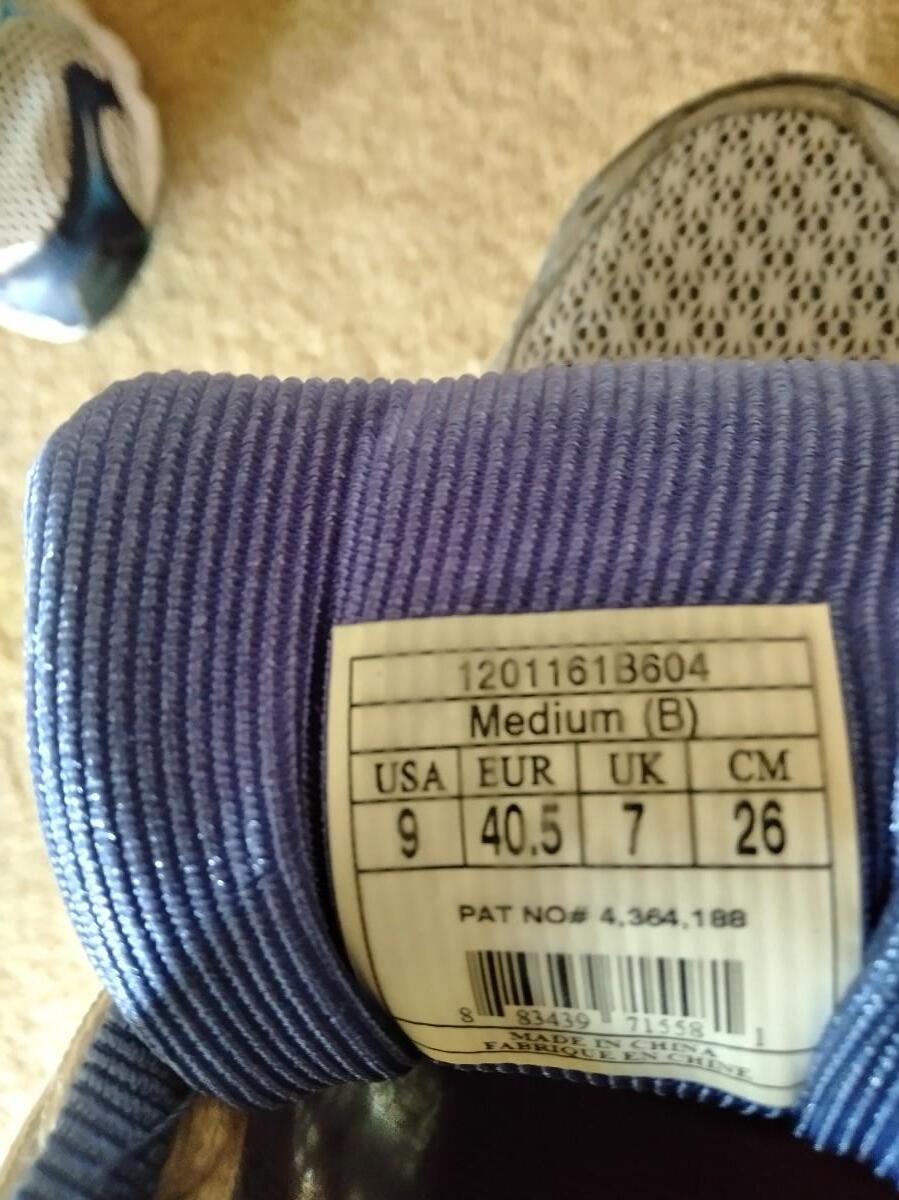 1201161B604
Medium (B)
USA EUR UK CM
9 40.5 7 26
PAT NO# 4,364,188
8 83439 71558 1
MADE IN CHINA
FABRIQUE EN CHINE